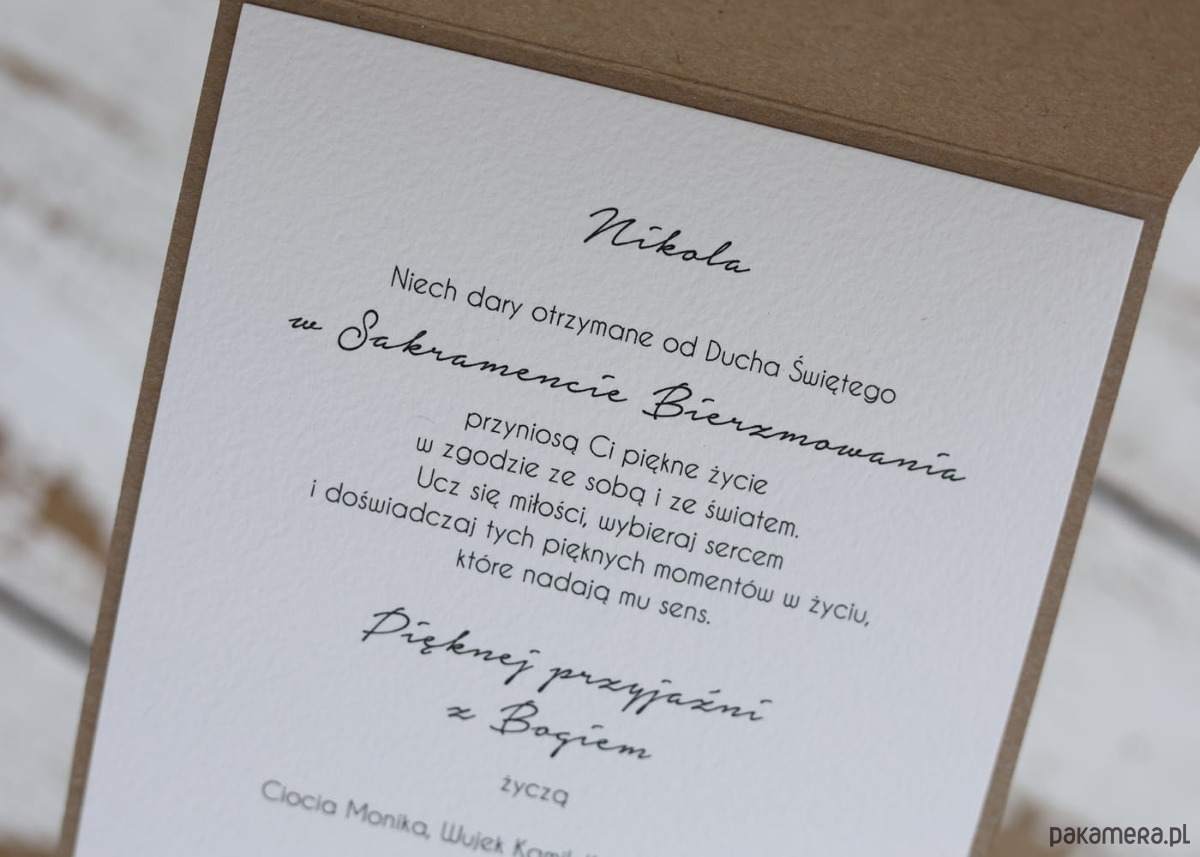 Nikola
Niech dary otrzymane od Ducha Świętego
w Sakramencie Bierzmowania
przyniosą Ci piękne życie
w zgodzie ze sobą i ze światem.
Ucz się miłości, wybieraj sercem
i doświadczaj tych pięknych momentów w życiu,
które nadają mu sens.
Pięknej przyjaźni
z Bogiem
życzą
Ciocia Monika, Wujek
pakamera.pl